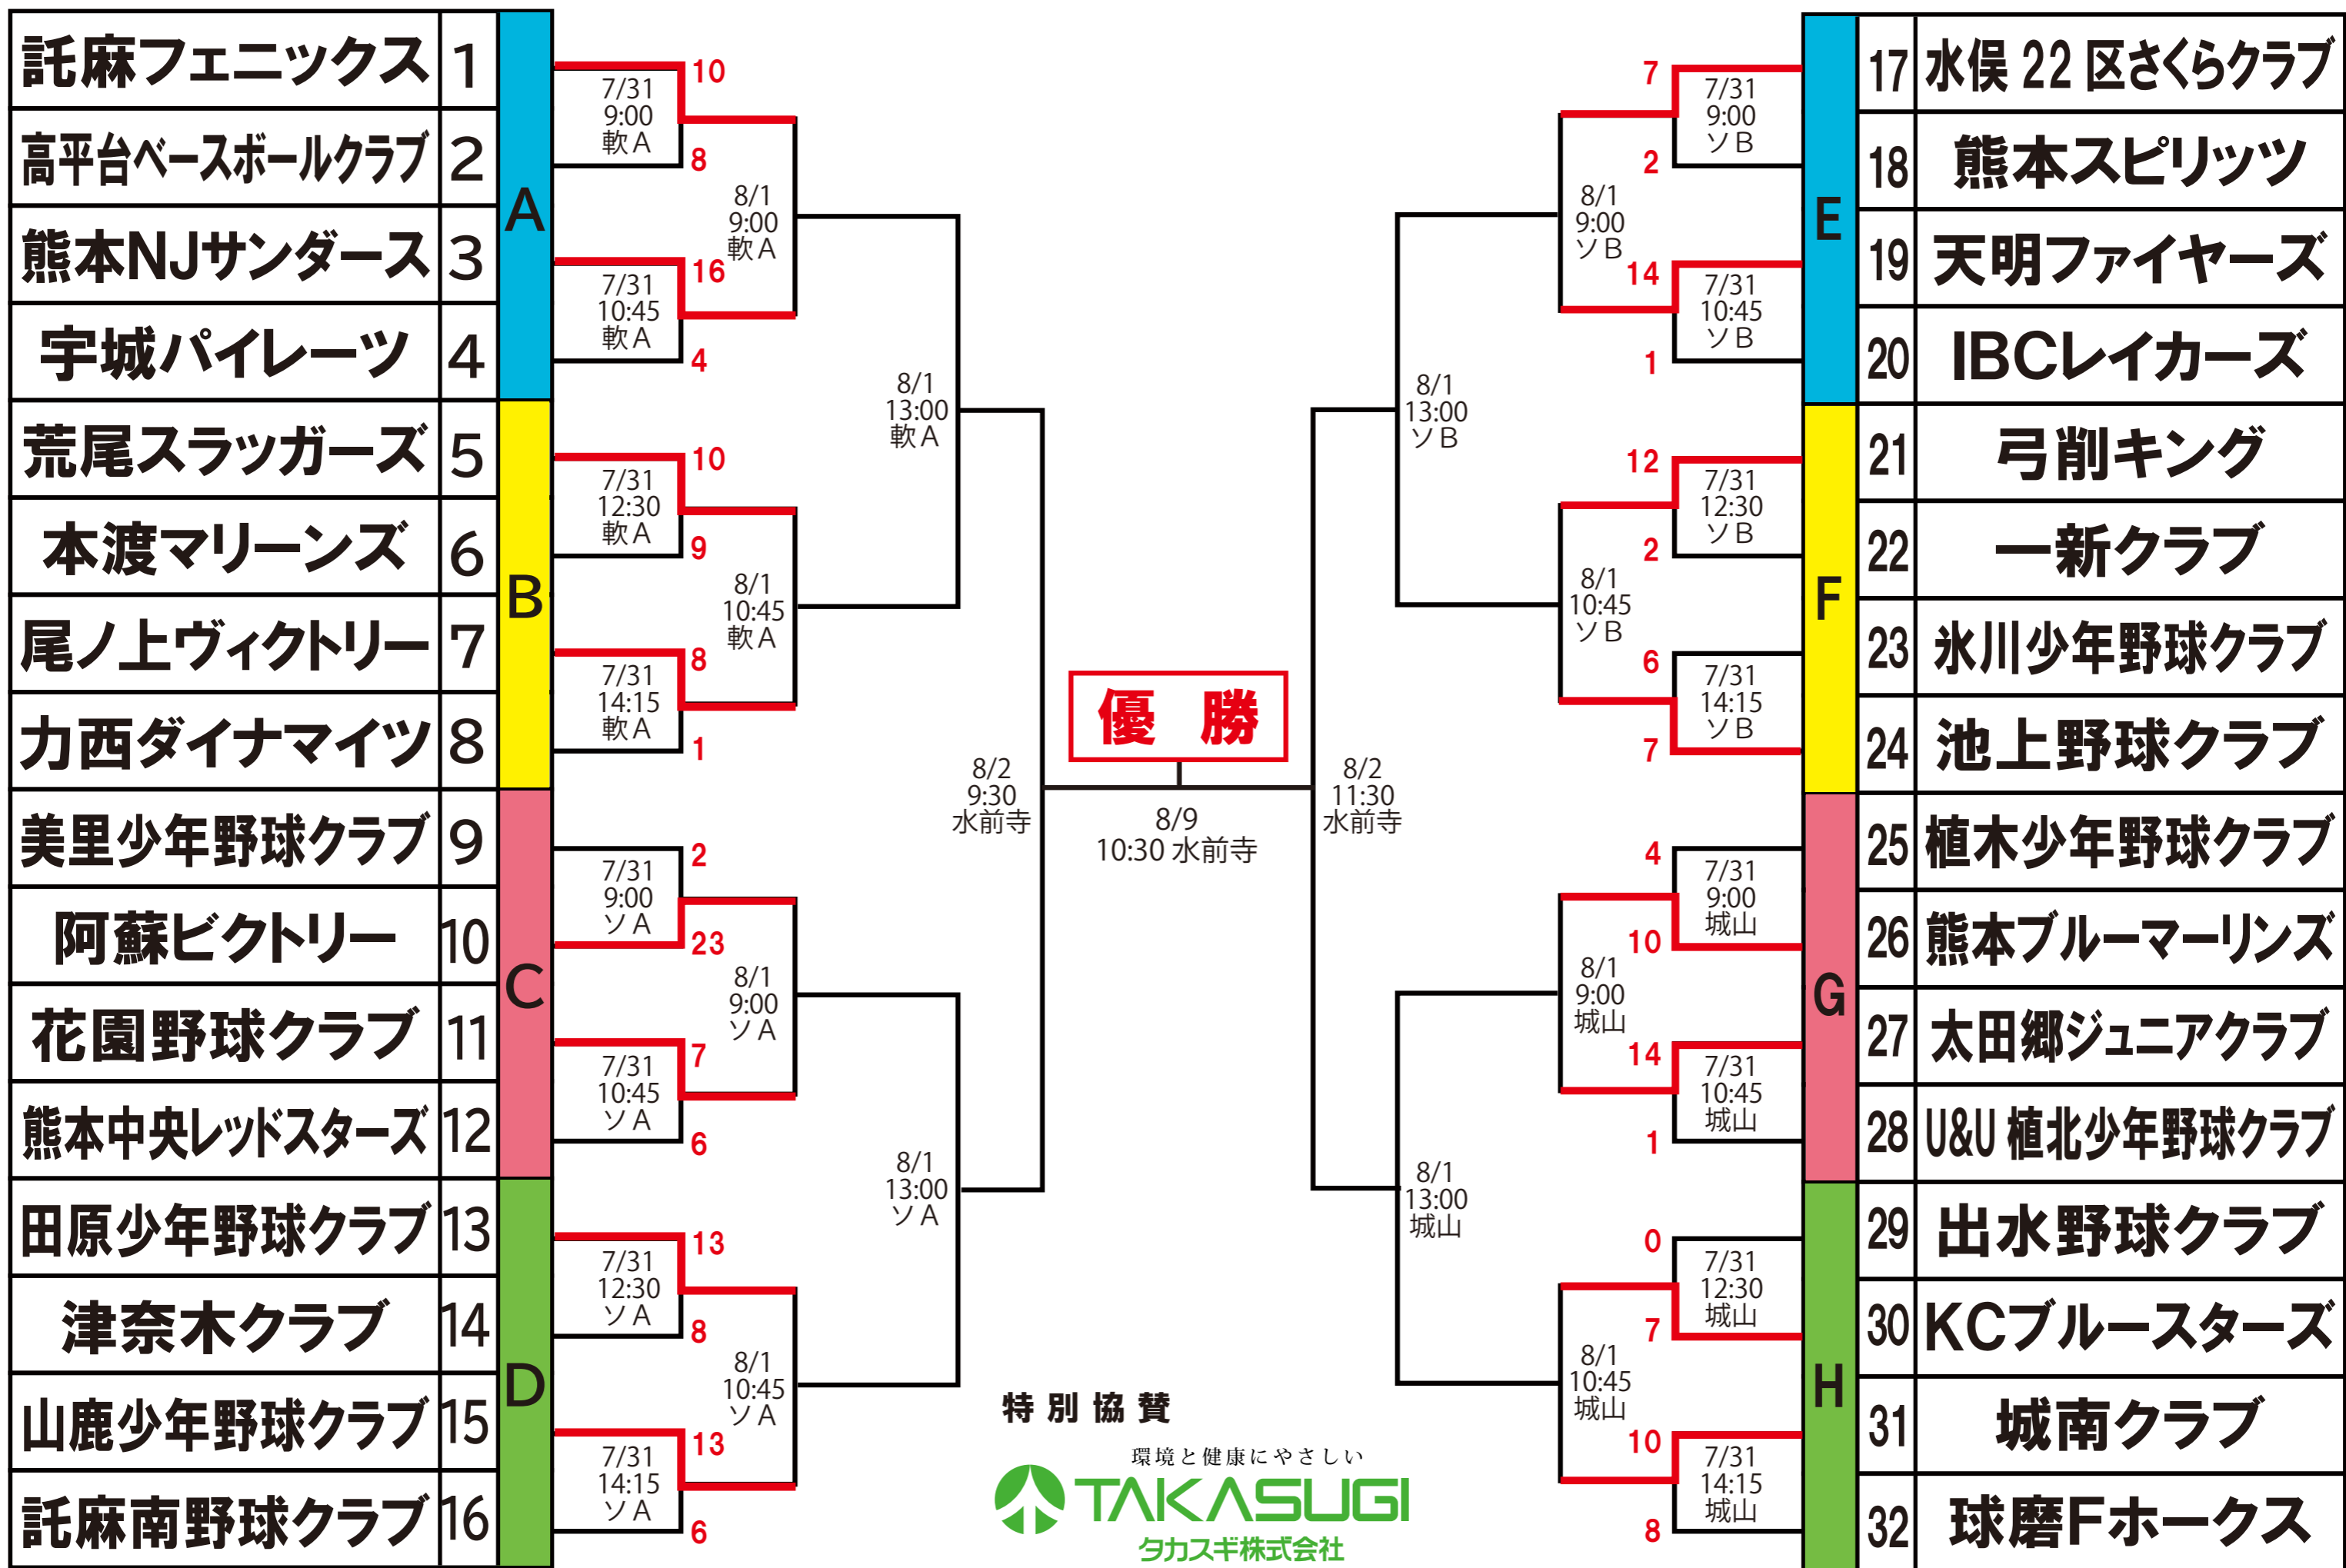 託麻フェニックス 1
高平台ベースボールクラブ 2
熊本NJサンダース 3
宇城パイレーツ 4
荒尾スラッガーズ 5
本渡マリーンズ 6
尾ノ上ヴィクトリー 7
力西ダイナマイツ 8
美里少年野球クラブ 9
阿蘇ビクトリー 10
花園野球クラブ 11
熊本中央レッドスターズ 12
田原少年野球クラブ 13
津奈木クラブ 14
山鹿少年野球クラブ 15
託麻南野球クラブ 16
A
B
C
D
10
7/31
9:00
軟A
8
16
7/31
10:45
軟A
4
10
7/31
12:30
軟A
9
8
7/31
14:15
軟A
1
2
7/31
9:00
ソA
23
7
7/31
10:45
ソA
6
13
7/31
12:30
ソA
8
13
7/31
14:15
ソA
6
8/1
9:00
軟A
8/1
10:45
軟A
8/1
9:00
ソA
8/1
10:45
ソA
8/1
13:00
軟A
8/1
13:00
ソA
8/2
9:30
水前寺
優 勝
8/9
10:30 水前寺
8/2
11:30
水前寺
8/1
13:00
ソB
8/1
13:00
城山
8/1
9:00
ソB
8/1
10:45
ソB
8/1
9:00
城山
8/1
10:45
城山
7
7/31
9:00
ソB
2
14
7/31
10:45
ソB
1
12
7/31
12:30
ソB
2
6
7/31
14:15
ソB
7
4
7/31
9:00
城山
10
14
7/31
10:45
城山
1
0
7/31
12:30
城山
7
10
7/31
14:15
城山
8
E
F
G
H
17 水俣 22 区さくらクラブ
18 熊本スピリッツ
19 天明ファイヤーズ
20 IBCレイカーズ
21 弓削キング
22 一新クラブ
23 氷川少年野球クラブ
24 池上野球クラブ
25 植木少年野球クラブ
26 熊本ブルーマーリンズ
27 太田郷ジュニアクラブ
28 U&U 植北少年野球クラブ
29 出水野球クラブ
30 KCブルースターズ
31 城南クラブ
32 球磨Fホークス
特 別 協 賛
環境と健康にやさしい
TAKASUGI
タカスギ株式会社